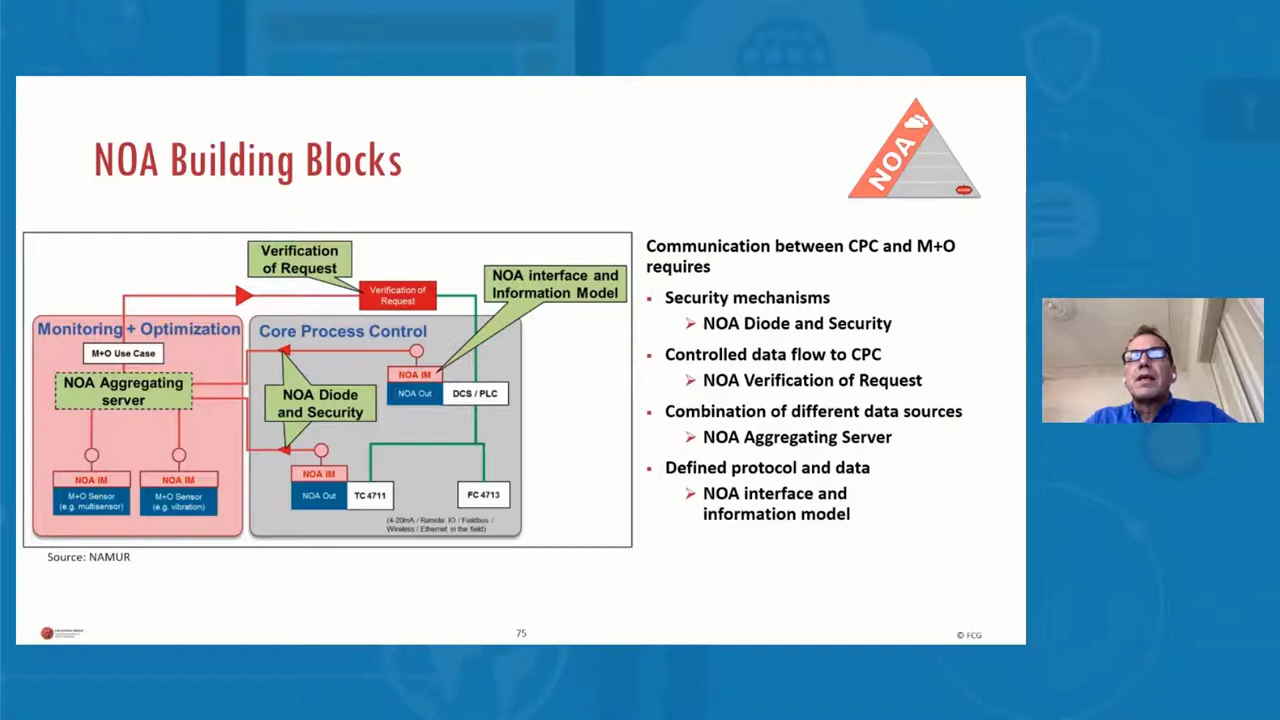 NOA Building Blocks
NOA
Verification
of Request
Verification of
Request
NOA interface and
Information Model
Monitoring + Optimization
Core Process Control
M+O Use Case
NOA Aggregating
server
NOA Diode
and Security
NOA IM
NOA Out
DCS / PLC
NOA IM
M+O Sensor
(e.g. multisensor)
NOA IM
M+O Sensor
(e.g. vibration)
NOA IM
NOA Out
TC 4711
FC 4713
(4-20mA / Remote IO / Fieldbus /
Wireless / Ethernet in the field)
Source: NAMUR
Communication between CPC and M+O
requires
▪ Security mechanisms
➢ NOA Diode and Security
▪ Controlled data flow to CPC
➢ NOA Verification of Request
▪ Combination of different data sources
➢ NOA Aggregating Server
▪ Defined protocol and data
➢ NOA interface and
information model
75
© FCG